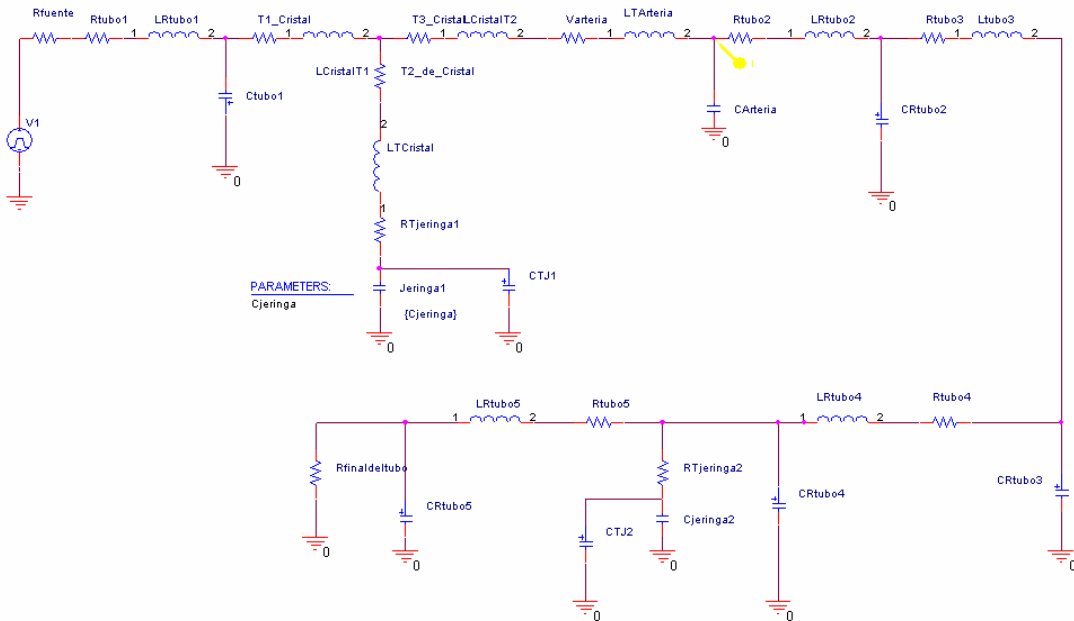 Rfuente
Rtubo1
LRtubo1
T1_Cristal
T3_Cristal
LCristalT2
Varteria
LTArteria
Rtubo2
LRtubo2
Rtubo3
Ltubo3
1
2
1
2
1
2
1
2
1
2
1
2
V1
Ctubo1
0
LCristalT1
T2_de_Cristal
2
LTCristal
1
RTjeringa1
CArteria
0
CRtubo2
0
PARAMETERS:
Cjeringa
Jeringa1
{Cjeringa}
0
CTJ1
0
LRtubo5
1
2
Rtubo5
LRtubo4
1
2
Rtubo4
Rfinaldeltubo
0
CRtubo5
0
RTjeringa2
CTJ2
0
Cjeringa2
0
CRtubo4
0
CRtubo3
0